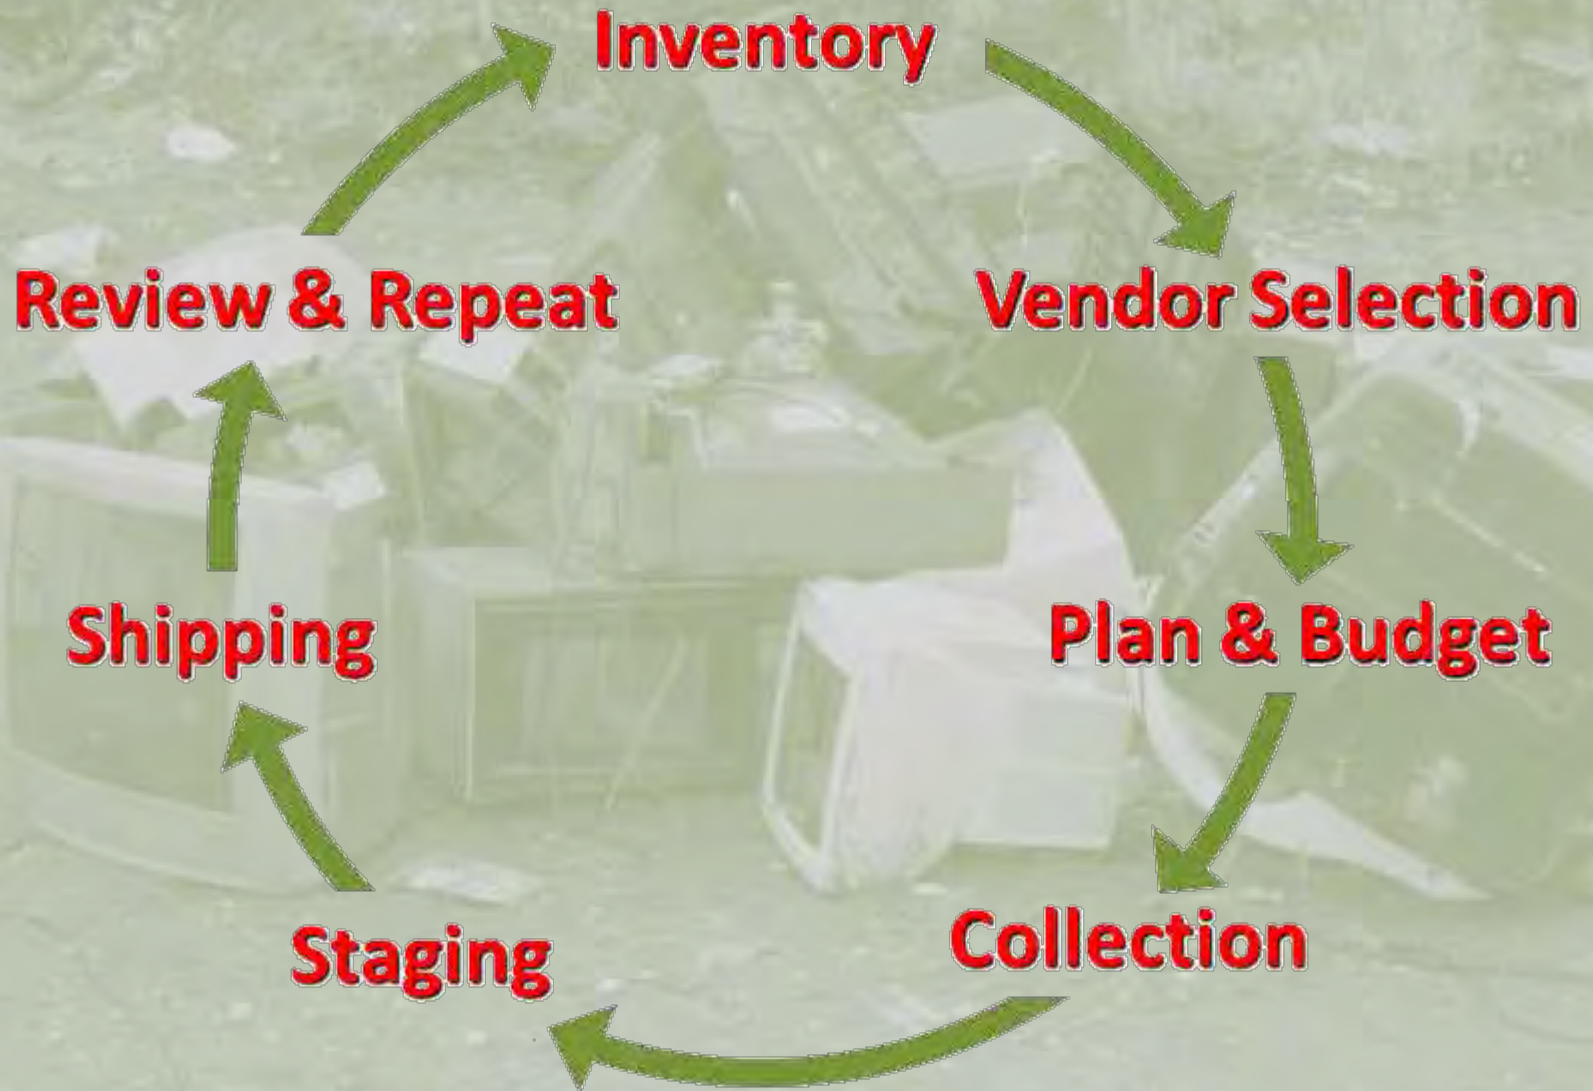 Inventory
Vendor Selection
Plan & Budget
Collection
Staging
Shipping
Review & Repeat